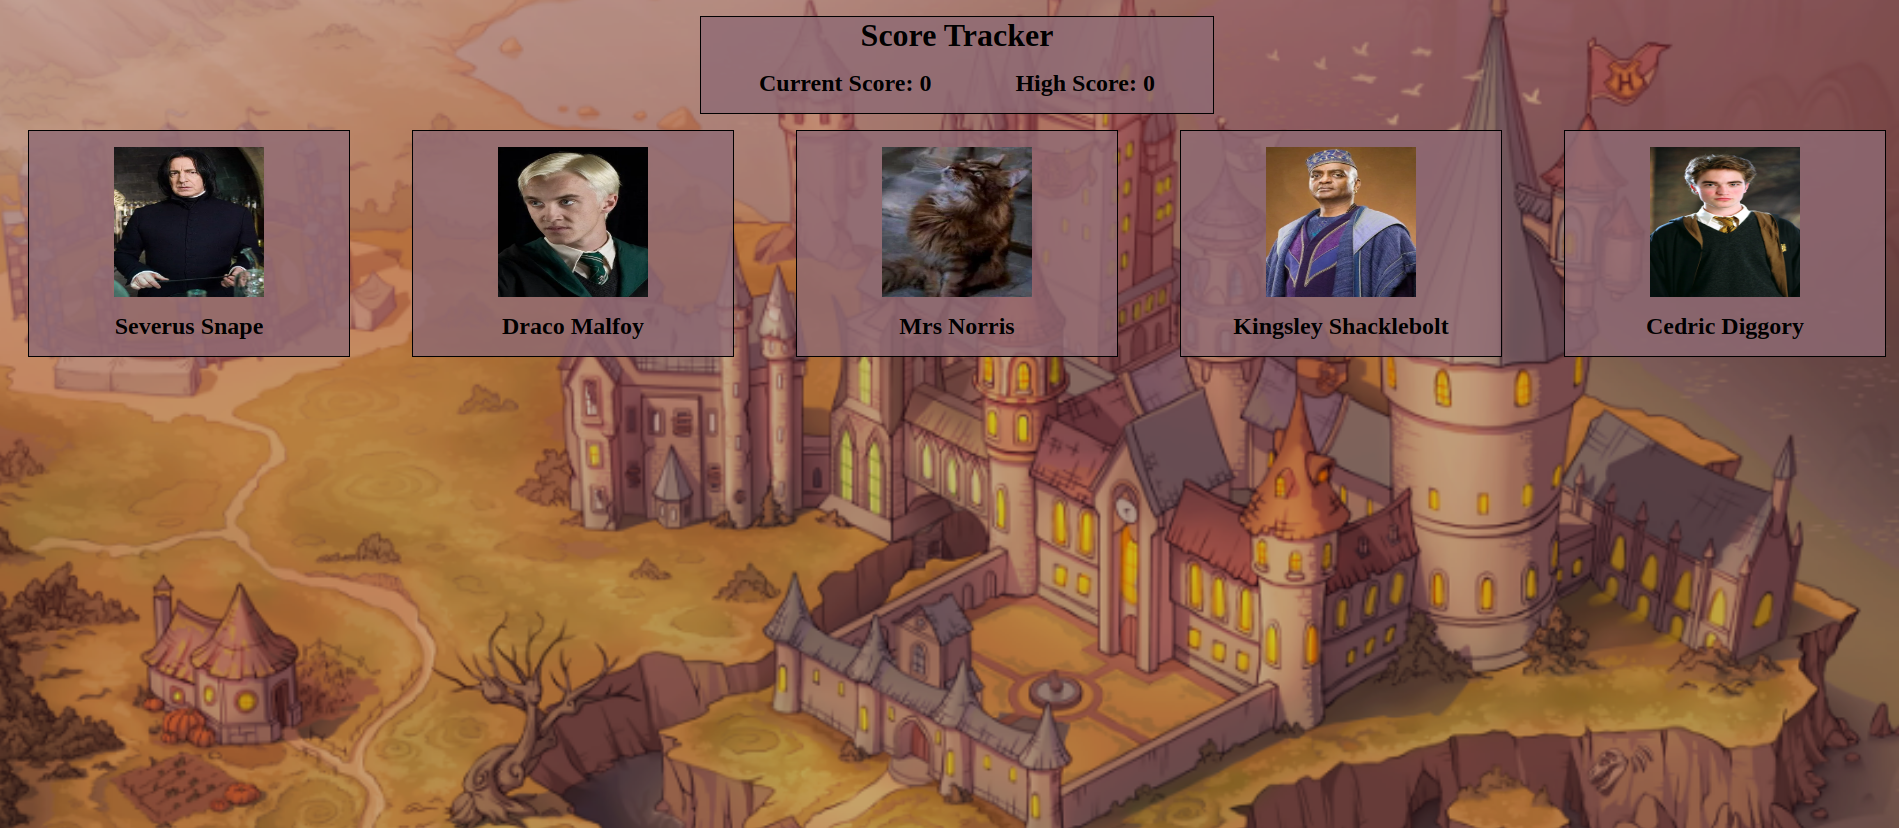 Score Tracker
Current Score: 0 High Score: 0
H
Severus Snape
Draco Malfoy
Mrs Norris
Kingsley Shacklebolt
Cedric Diggory